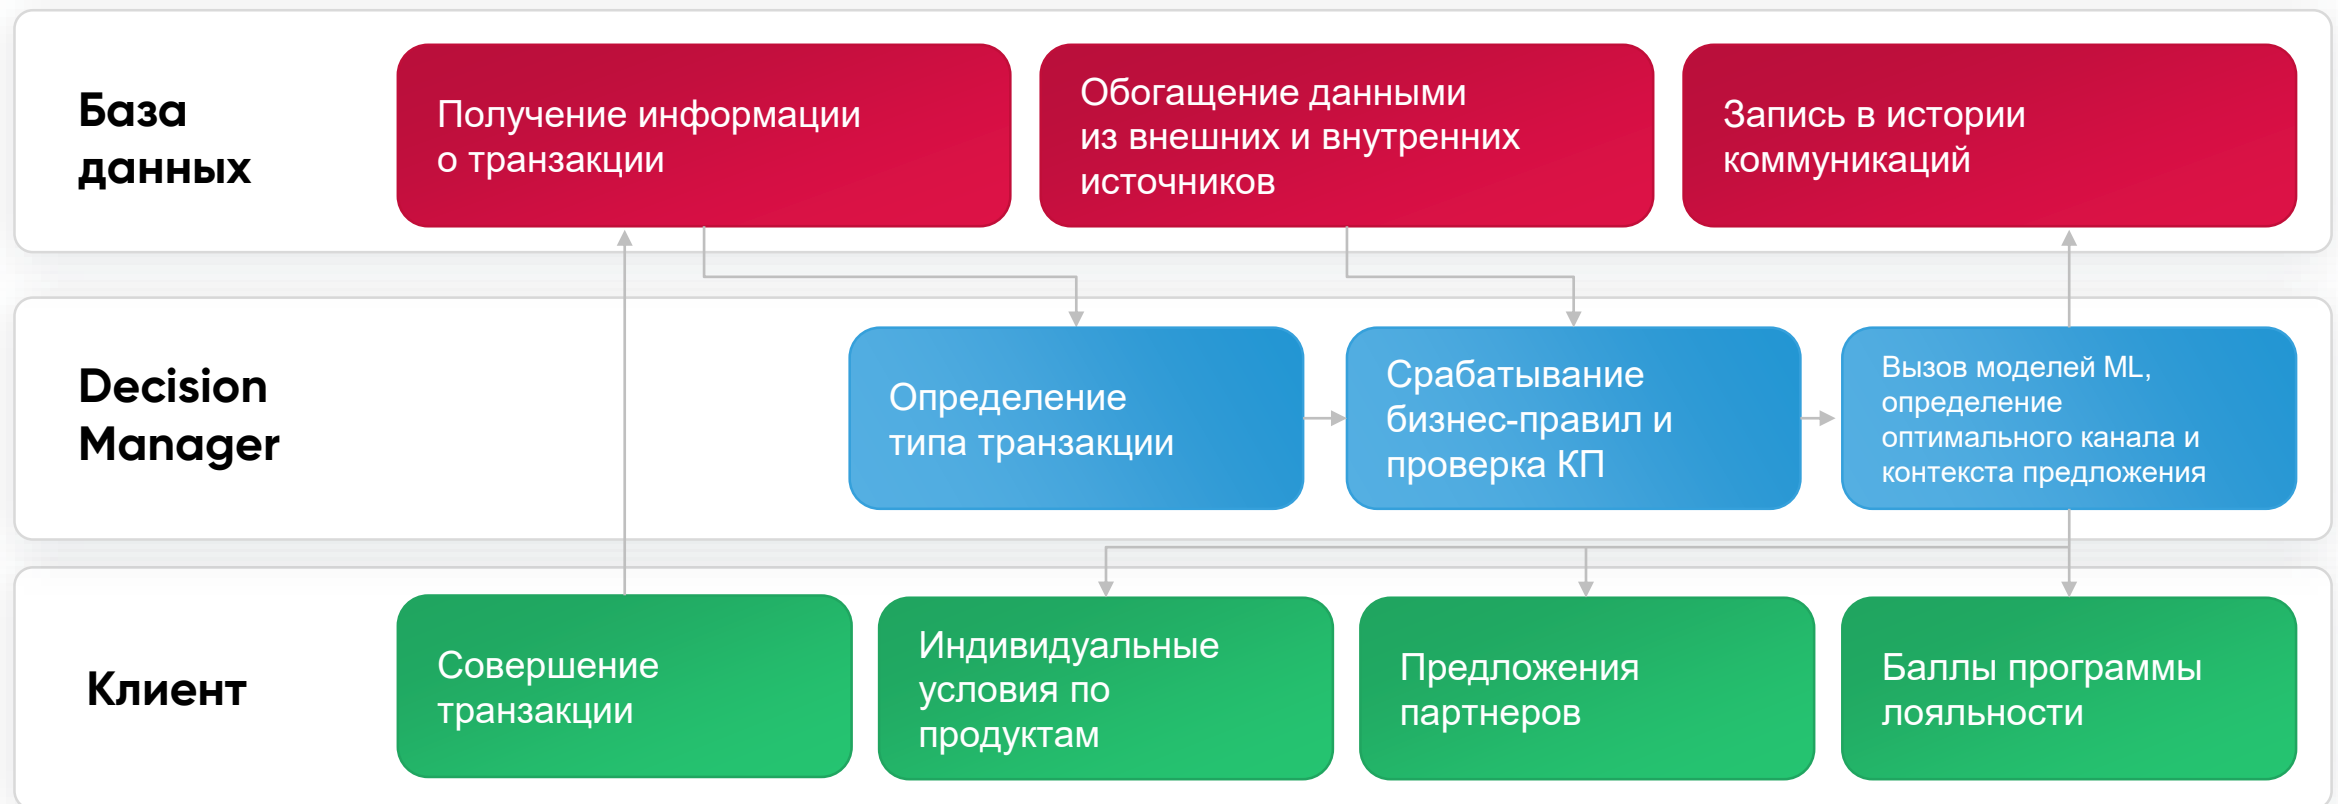 База
данных
Получение информации
о транзакции
Обогащение данными
из внешних и внутренних
источников
Запись в истории
коммуникаций
Decision
Manager
Определение
типа транзакции
Срабатывание
бизнес-правил и
проверка КП
Вызов моделей ML,
определение
оптимального канала и
контекста предложения
Клиент
Совершение
транзакции
Индивидуальные
условия по
продуктам
Предложения
партнеров
Баллы программы
лояльности